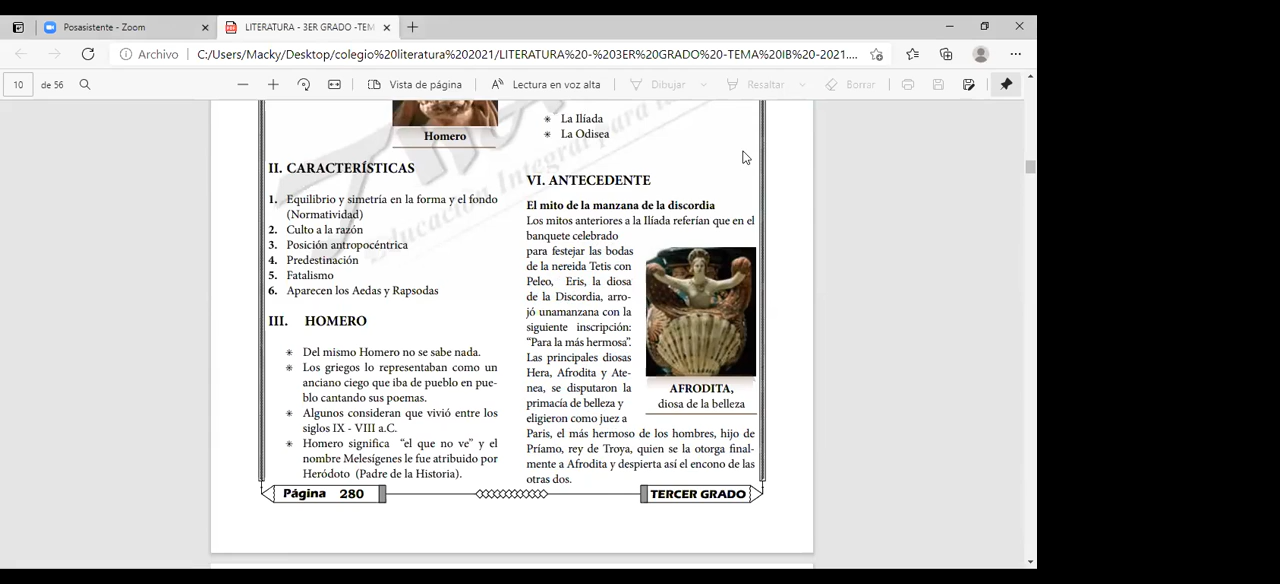 Posasistente - Zoom
LITERATURA - 3ER GRADO -TEM
Archivo
C:/Users/Macky/Desktop/colegio%20literatura%202021/LITERATURA%20-%203ER%20GRADO%20-TEMA%20IB%20-2021....
10 de 56
Vista de página
Lectura en voz alta
Dibujar
Resaltar
Borrar
Homero
II. CARACTERÍSTICAS
1. Equilibrio y simetría en la forma y el fondo
(Normatividad)
2. Culto a la razón
3. Posición antropocéntrica
4. Predestinación
5. Fatalismo
6. Aparecen los Aedas y Rapsodas
III. HOMERO
✳ Del mismo Homero no se sabe nada.
✳ Los griegos lo representaban como un
anciano ciego que iba de pueblo en pue-
blo cantando sus poemas.
✳ Algunos consideran que vivió entre los
siglos IX - VIII a.C.
✳ Homero significa "el que no ve" y el
nombre Melesígenes le fue atribuido por
Heródoto (Padre de la Historia).
✳ La Ilíada
✳ La Odisea
VI. ANTECEDENTE
El mito de la manzana de la discordia
Los mitos anteriores a la Ilíada referían que en el
banquete celebrado
para festejar las bodas
de la nereida Tetis con
Peleo, Eris, la diosa
de la Discordia, arro-
jó unamanzana con la
siguiente inscripción:
"Para la más hermosa".
Las principales diosas
Hera, Afrodita y Ate-
nea, se disputaron la
primacía de belleza y
eligieron como juez a
Paris, el más hermoso de los hombres, hijo de
Príamo, rey de Troya, quien se la otorga final-
mente a Afrodita y despierta así el encono de las
otras dos.
AFRODITA,
diosa de la belleza
Página 280
TERCER GRADO
Educación Integral para